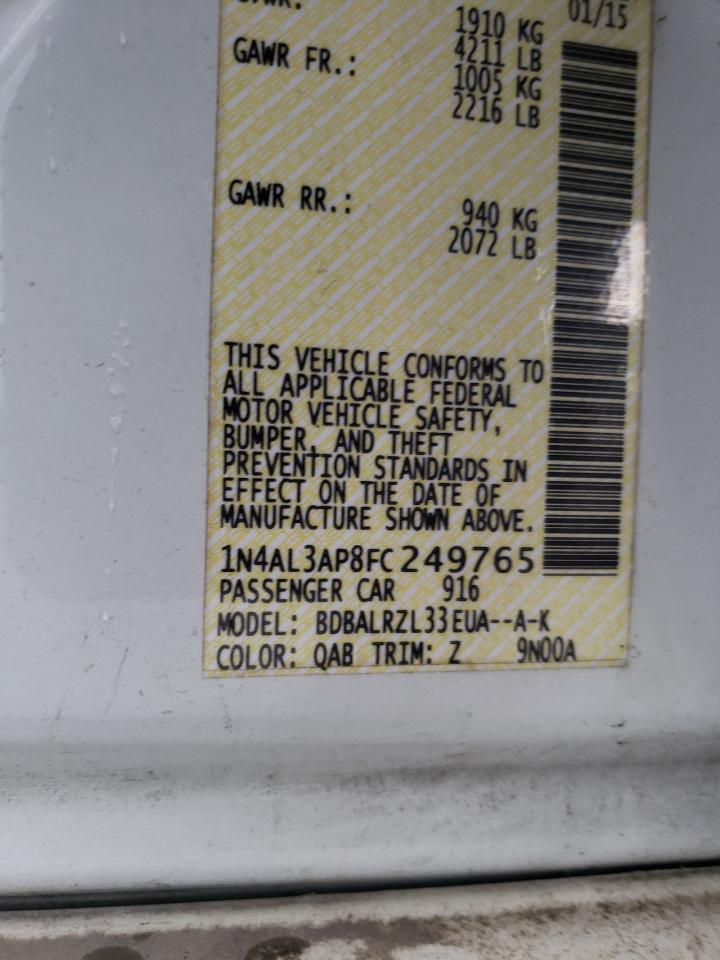 GVWR:
1910 KG 01/15
4211 LB
GAWR FR.: 1005 KG
2216 LB
GAWR RR.: 940 KG
2072 LB
THIS VEHICLE CONFORMS TO
ALL APPLICABLE FEDERAL
MOTOR VEHICLE SAFETY,
BUMPER, AND THEFT
PREVENTION STANDARDS IN
EFFECT ON THE DATE OF
MANUFACTURE SHOWN ABOVE.
1N4AL3AP8FC249765
PASSENGER CAR 916
MODEL: BDBALRZL33EUA--A-K
COLOR: QAB TRIM: Z 9N00A